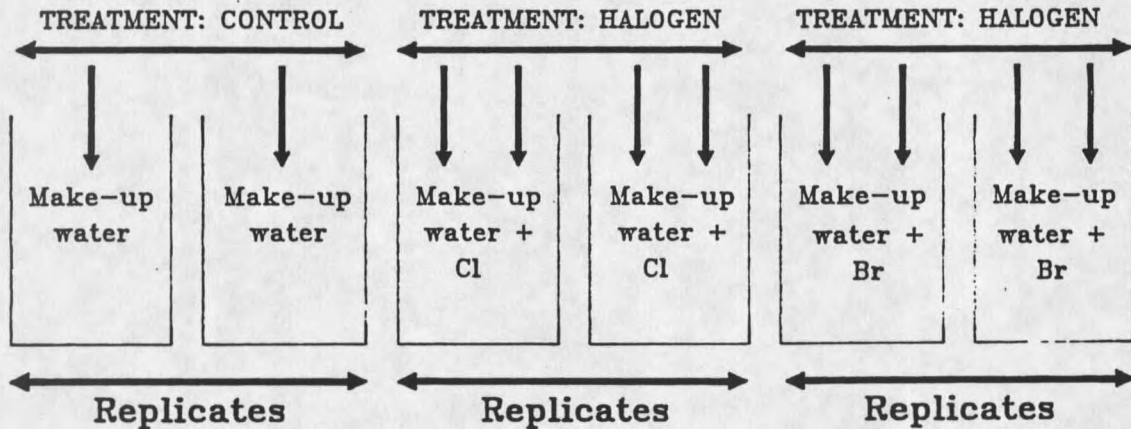 TREATMENT: CONTROL
TREATMENT: HALOGEN
TREATMENT: HALOGEN
Make-up
water
Make-up
water
Make-up
water +
Cl
Make-up
water +
Cl
Make-up
water +
Br
Make-up
water +
Br
Replicates
Replicates
Replicates